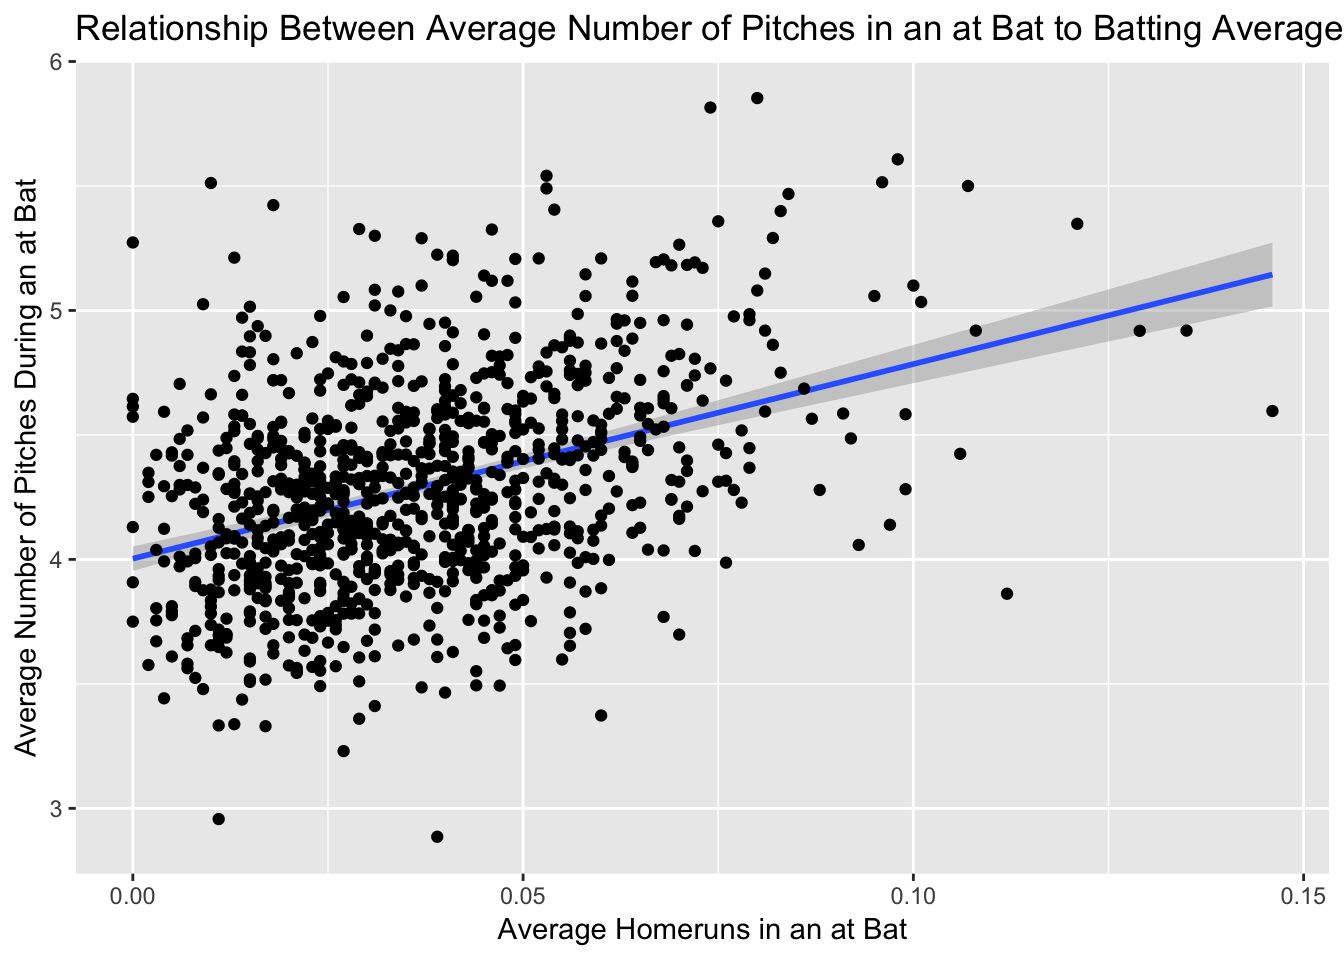 Relationship Between Average Number of Pitches in an at Bat to Batting Average
6
5
4
3
Average Number of Pitches During an at Bat
0.00 0.05 0.10 0.15
Average Homeruns in an at Bat